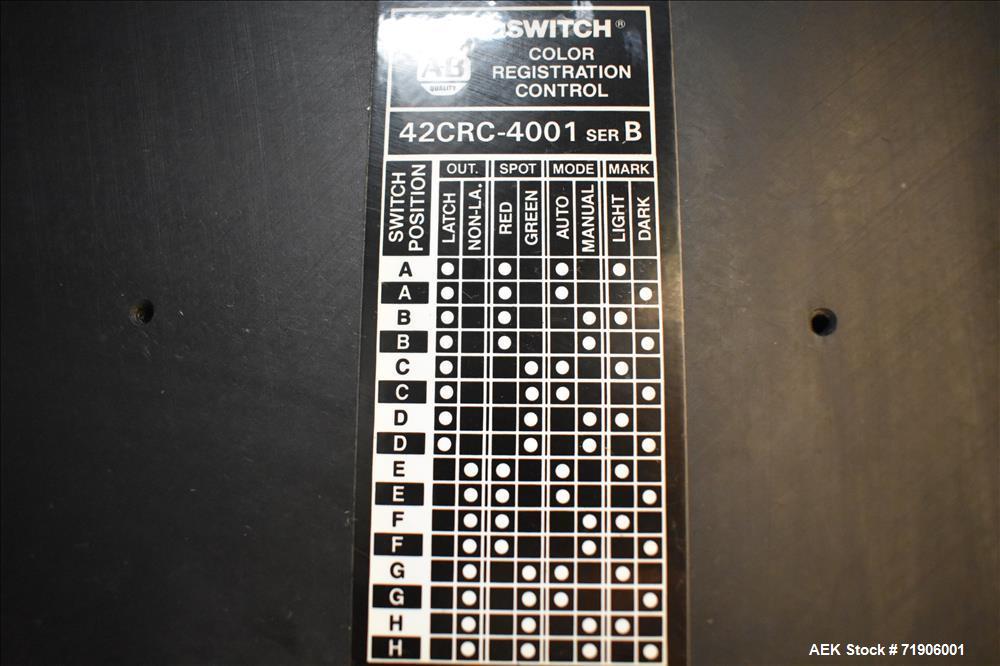 SWITCH®
A-B
QUALITY
COLOR
REGISTRATION
CONTROL
42CRC-4001 SER B
SWITCH POSITION
OUT. SPOT MODE MARK
LATCH NON-LA. RED GREEN AUTO MANUAL LIGHT DARK
A
A
B
B
C
C
D
D
E
E
F
F
G
G
H
H
AEK Stock # 71906001